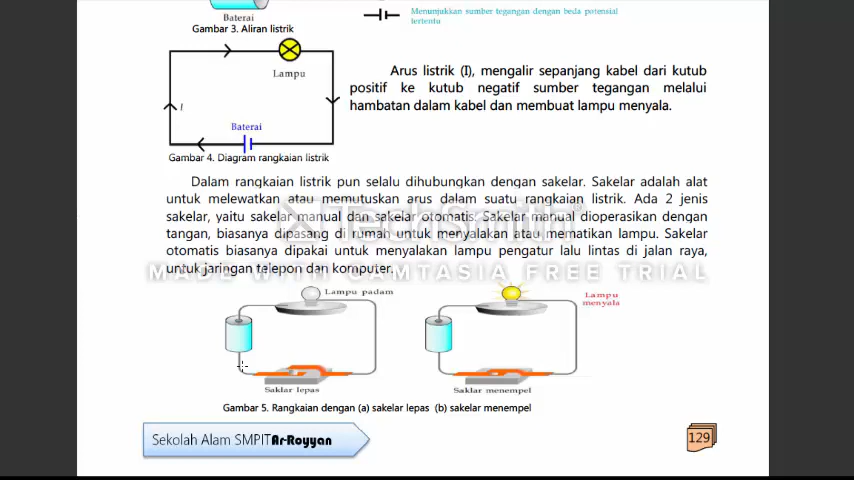 Baterai
Menunjukkan sumber tegangan dengan beda potensial
tertentu
Gambar 3. Aliran listrik
Lampu
I
Baterai
Gambar 4. Diagram rangkaian listrik
Arus listrik (I), mengalir sepanjang kabel dari kutub
positif ke kutub negatif sumber tegangan melalui
hambatan dalam kabel dan membuat lampu menyala.
Dalam rangkaian listrik pun selalu dihubungkan dengan sakelar. Sakelar adalah alat
untuk melewatkan atau memutuskan arus dalam suatu rangkaian listrik. Ada 2 jenis
sakelar, yaitu sakelar manual dan sakelar otomatis. Sakelar manual dioperasikan dengan
tangan, biasanya dipasang di rumah untuk menyalakan atau mematikan lampu. Sakelar
otomatis biasanya dipakai untuk menyalakan lampu pengatur lalu lintas di jalan raya,
untuk jaringan telepon dan komputer.
TechSmith
MADE WITH CAMTASIA FREE TRIAL
Lampu padam
Saklar lepas
Lampu
menyala
Saklar menempel
Gambar 5. Rangkaian dengan (a) sakelar lepas (b) sakelar menempel
Sekolah Alam SMPIT Ar-Royyan
129